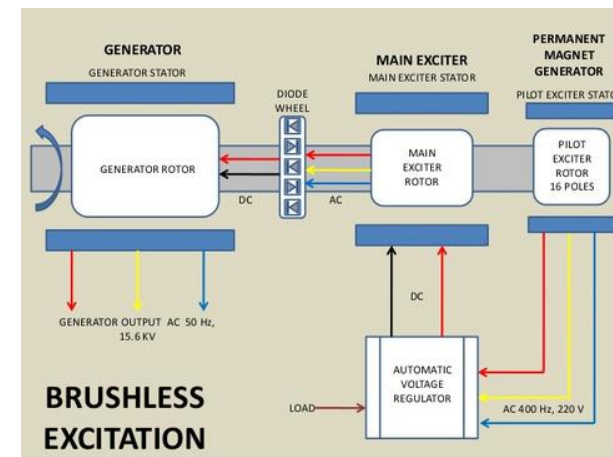 GENERATOR
GENERATOR STATOR
MAIN EXCITER
MAIN EXCITER STATOR
PERMANENT
MAGNET
GENERATOR
PILOT EXCITER STATO
DIODE
WHEEL
GENERATOR ROTOR
MAIN
EXCITER
ROTOR
PILOT
EXCITER
ROTOR
16 POLES
DC
AC
DC
GENERATOR OUTPUT AC 50 Hz,
15.6 KV
AUTOMATIC
VOLTAGE
REGULATOR
LOAD
AC 400 Hz, 220 V
BRUSHLESS
EXCITATION